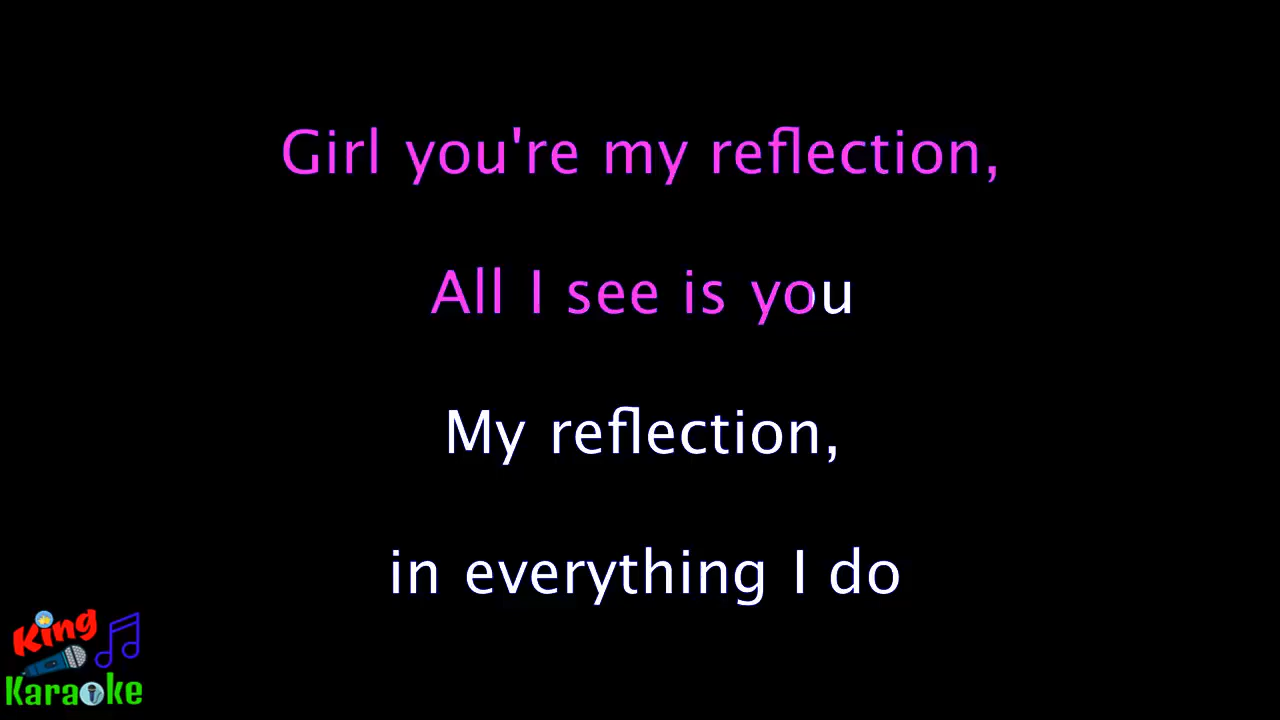 Girl you're my reflection,
All I see is you
My reflection,
in everything I do
King
Karaoke